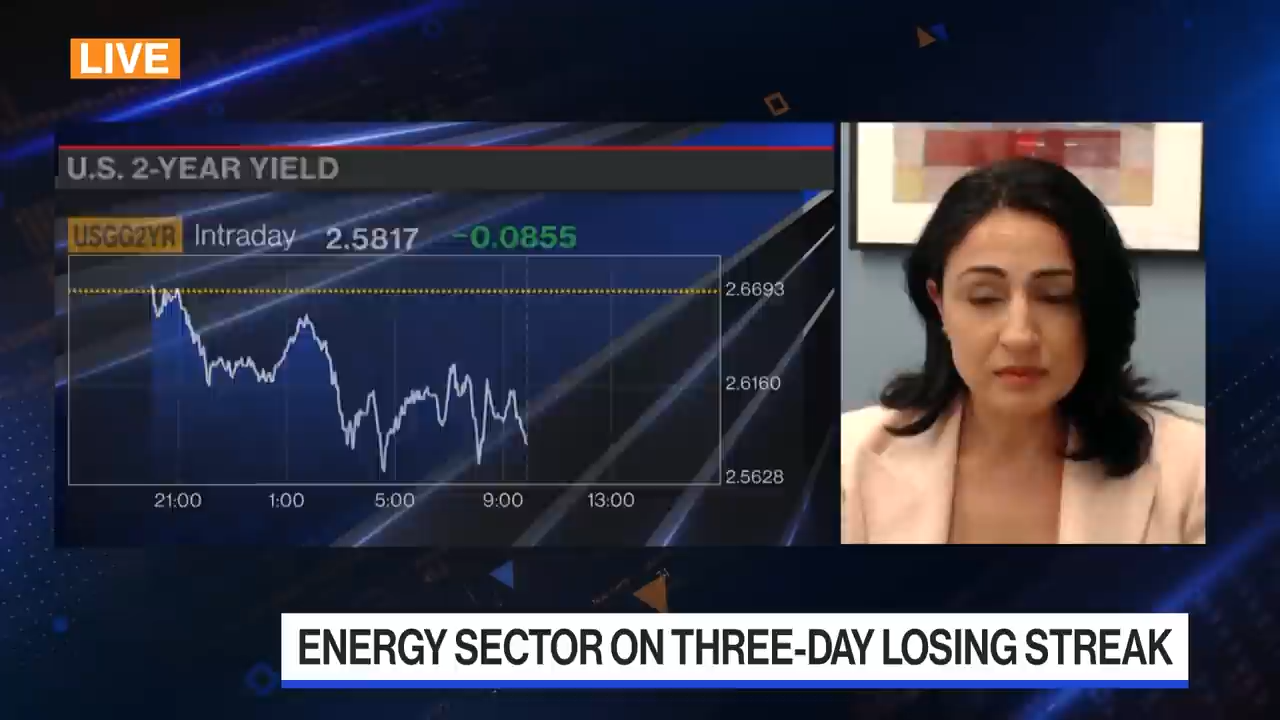 LIVE
U.S. 2-YEAR YIELD
USGG2YR Intraday 2.5817 -0.0855
2.6693
2.6160
2.5628
21:00 1:00 5:00 9:00 13:00
ENERGY SECTOR ON THREE-DAY LOSING STREAK